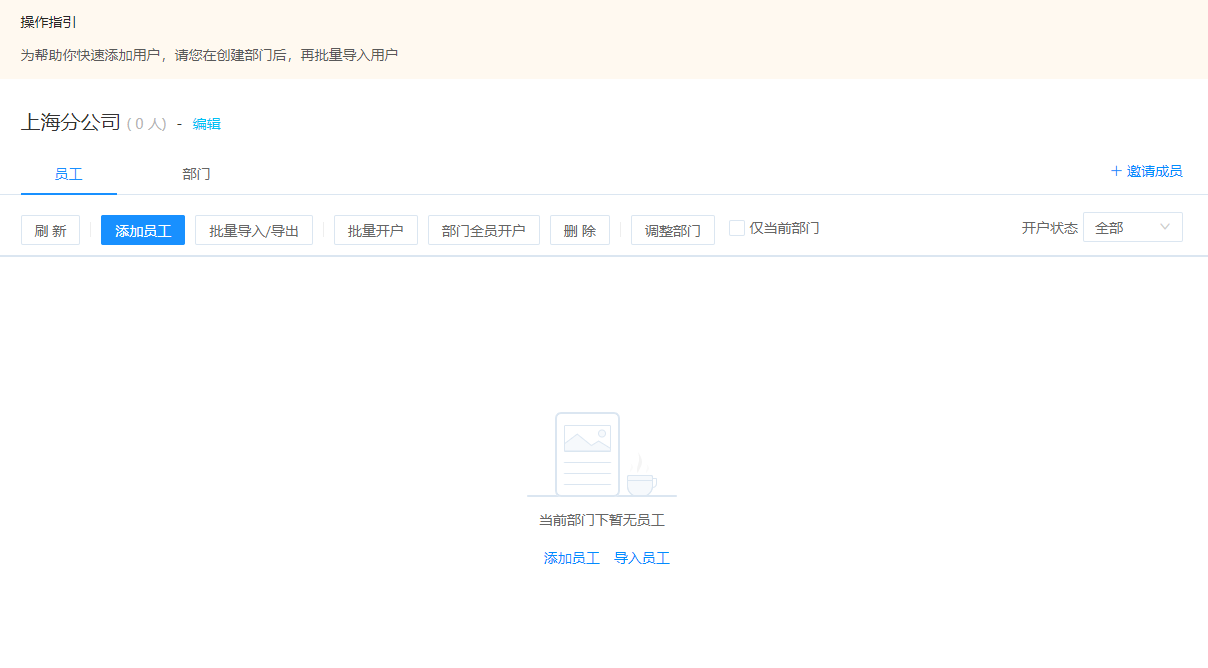 操作指引
为帮助你快速添加用户，请您在创建部门后，再批量导入用户
上海分公司 ( 0 人) - 编辑
员工 部门 + 邀请成员
刷 新 添加员工 批量导入/导出 批量开户 部门全员开户 删 除 调整部门 仅当前部门 开户状态 全部
当前部门下暂无员工
添加员工 导入员工